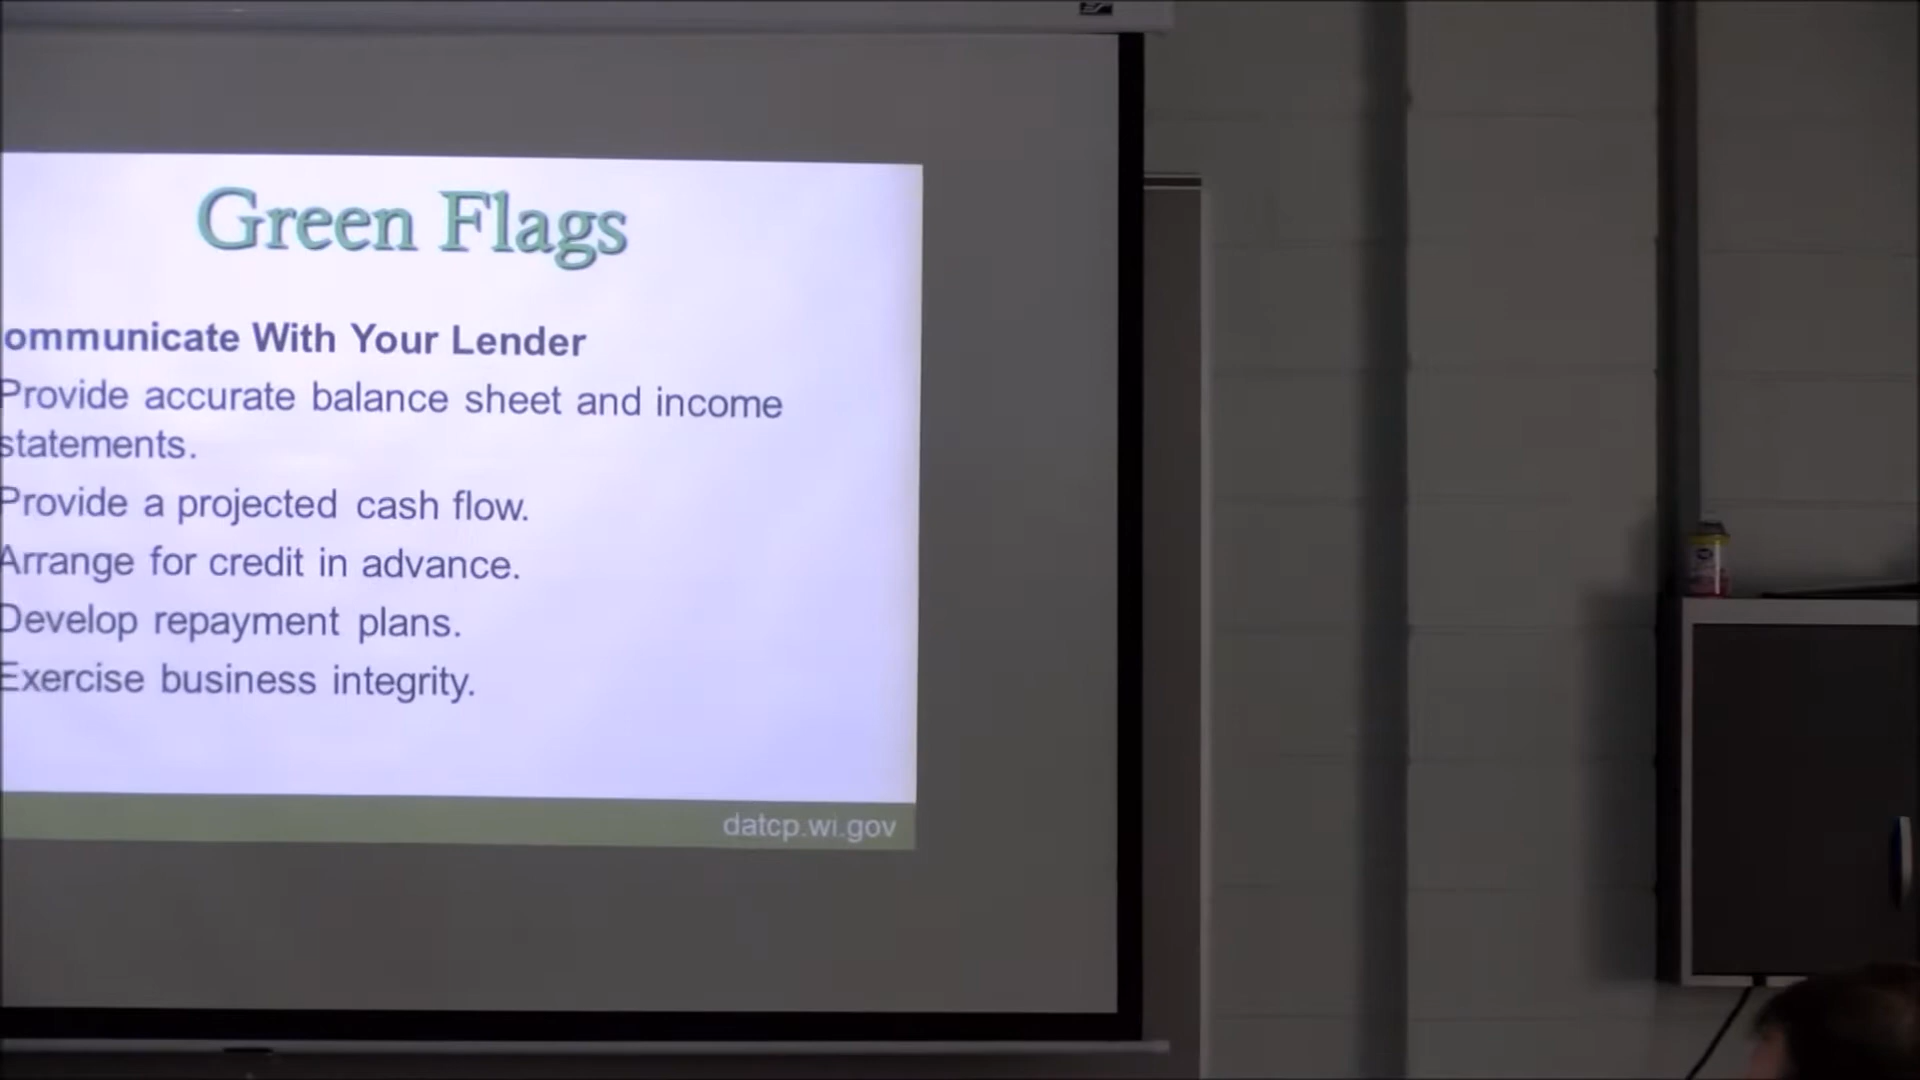 Green Flags
ommunicate With Your Lender
Provide accurate balance sheet and income
statements.
Provide a projected cash flow.
Arrange for credit in advance.
Develop repayment plans.
Exercise business integrity.
datcp.wi.gov